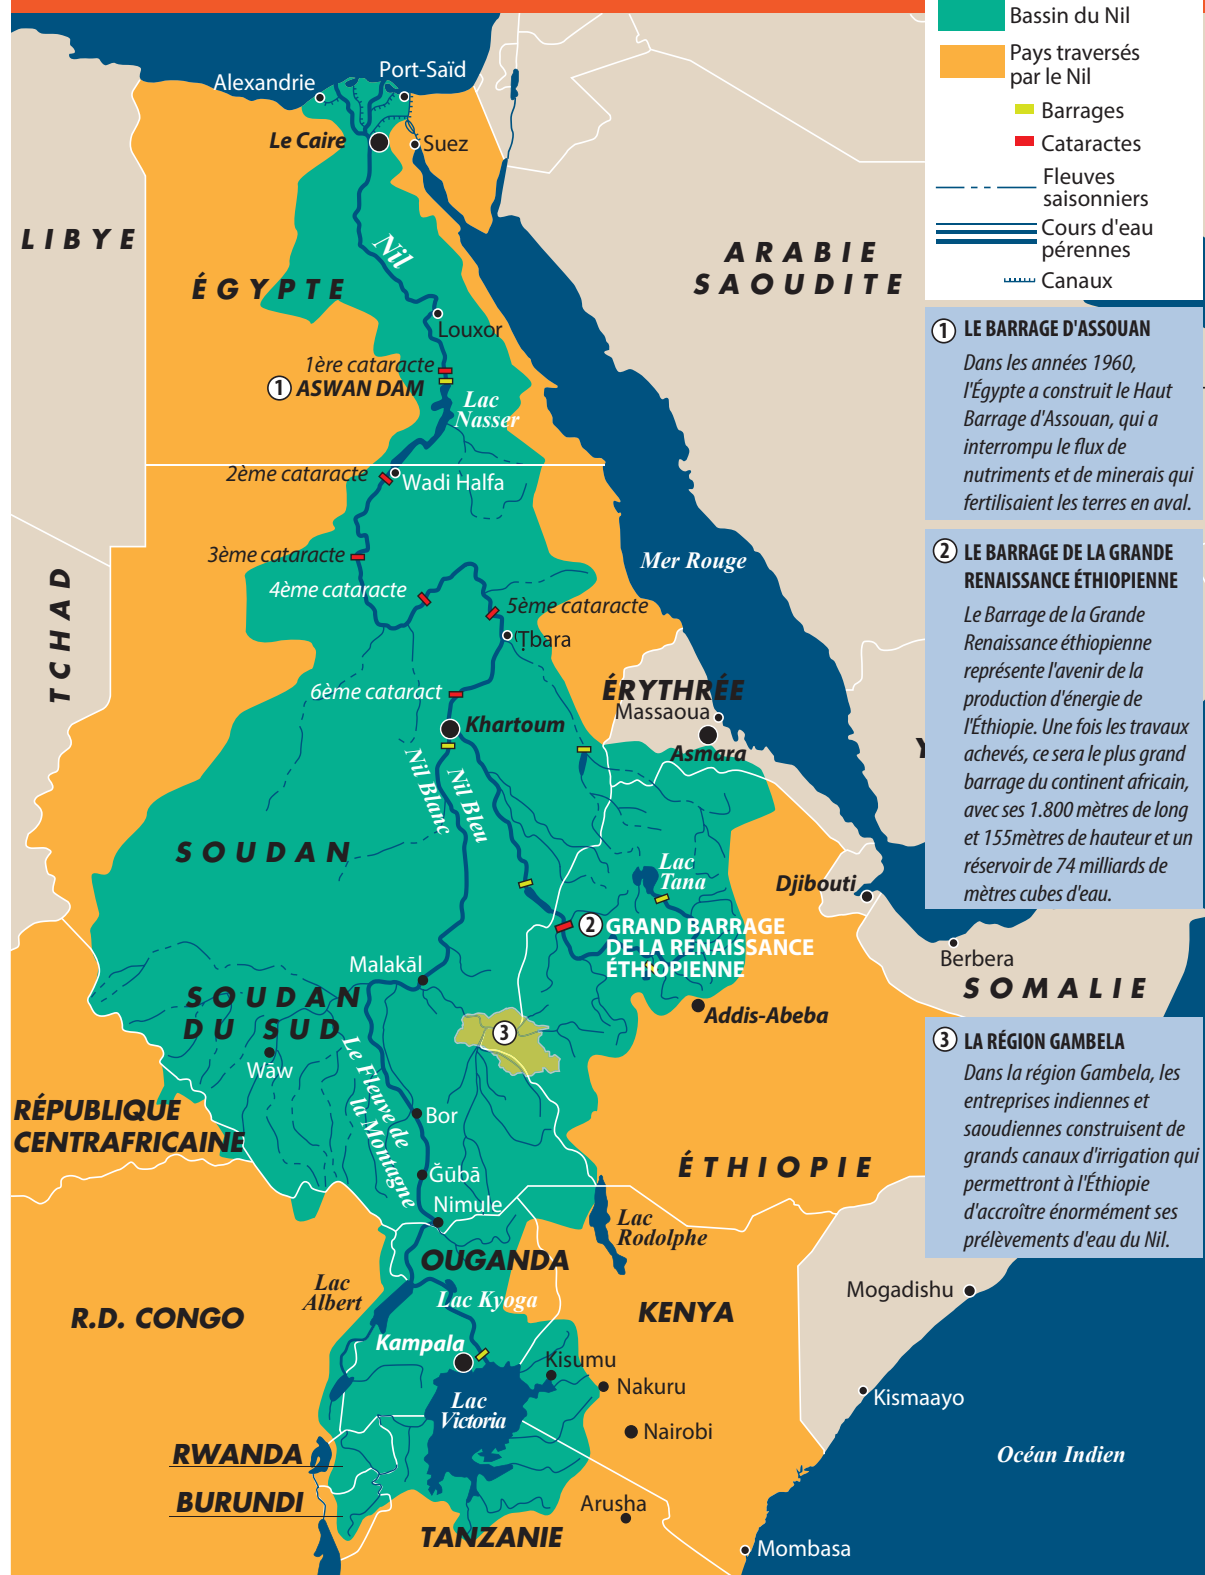 Bassin du Nil
Pays traversés
par le Nil
Barrages
Cataractes
Fleuves
saisonniers
Cours d'eau
pérennes
Canaux
Alexandrie
Port-Saïd
Le Caire
Suez
LIBYE
ÉGYPTE
Nil
ARABIE
SAOUDITE
Louxor
1ère cataracte
1 ASWAN DAM
Lac
Nasser
2ème cataracte
Wadi Halfa
3ème cataracte
4ème cataracte
5ème cataracte
Mer Rouge
TCHAD
Ṭbara
6ème cataract
ÉRYTHRÉE
Massaoua
Asmara
Khartoum
Nil Blanc
Nil Bleu
Y
SOUDAN
Lac
Tana
Djibouti
2 GRAND BARRAGE
DE LA RENAISSANCE
ÉTHIOPIENNE
Berbera
SOMALIE
Malakāl
SOUDAN
DU SUD
Addis-Abeba
3
Wāw
Le Fleuve de
la Montagne
RÉPUBLIQUE
CENTRAFRICAINE
Bor
Ğūbā
Nimule
ÉTHIOPIE
Lac
Rodolphe
OUGANDA
Lac
Albert
Lac Kyoga
R.D. CONGO
KENYA
Mogadishu
Kampala
Kisumu
Nakuru
Lac
Victoria
Nairobi
Kismaayo
RWANDA
BURUNDI
Océan Indien
Arusha
TANZANIE
Mombasa
1 LE BARRAGE D'ASSOUAN
Dans les années 1960,
l'Égypte a construit le Haut
Barrage d'Assouan, qui a
interrompu le flux de
nutriments et de minerais qui
fertilisaient les terres en aval.
2 LE BARRAGE DE LA GRANDE
RENAISSANCE ÉTHIOPIENNE
Le Barrage de la Grande
Renaissance éthiopienne
représente l'avenir de la
production d'énergie de
l'Éthiopie. Une fois les travaux
achevés, ce sera le plus grand
barrage du continent africain,
avec ses 1.800 mètres de long
et 155mètres de hauteur et un
réservoir de 74 milliards de
mètres cubes d'eau.
3 LA RÉGION GAMBELA
Dans la région Gambela, les
entreprises indiennes et
saoudiennes construisent de
grands canaux d'irrigation qui
permettront à l'Éthiopie
d'accroître énormément ses
prélèvements d'eau du Nil.